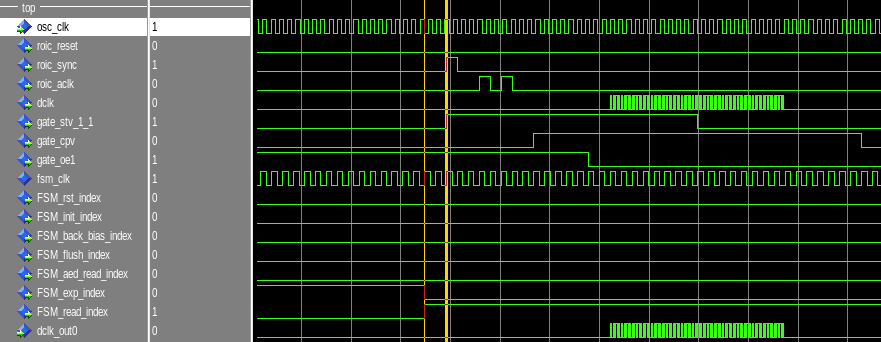 top
osc_clk 1
roic_reset 0
roic_sync 1
roic_aclk 0
dclk 0
gate_stv_1_1 1
gate_cpv 0
gate_oe1 1
fsm_clk 1
FSM_rst_index 0
FSM_init_index 0
FSM_back_bias_index 0
FSM_flush_index 0
FSM_aed_read_index 0
FSM_exp_index 0
FSM_read_index 1
dclk_out0 0